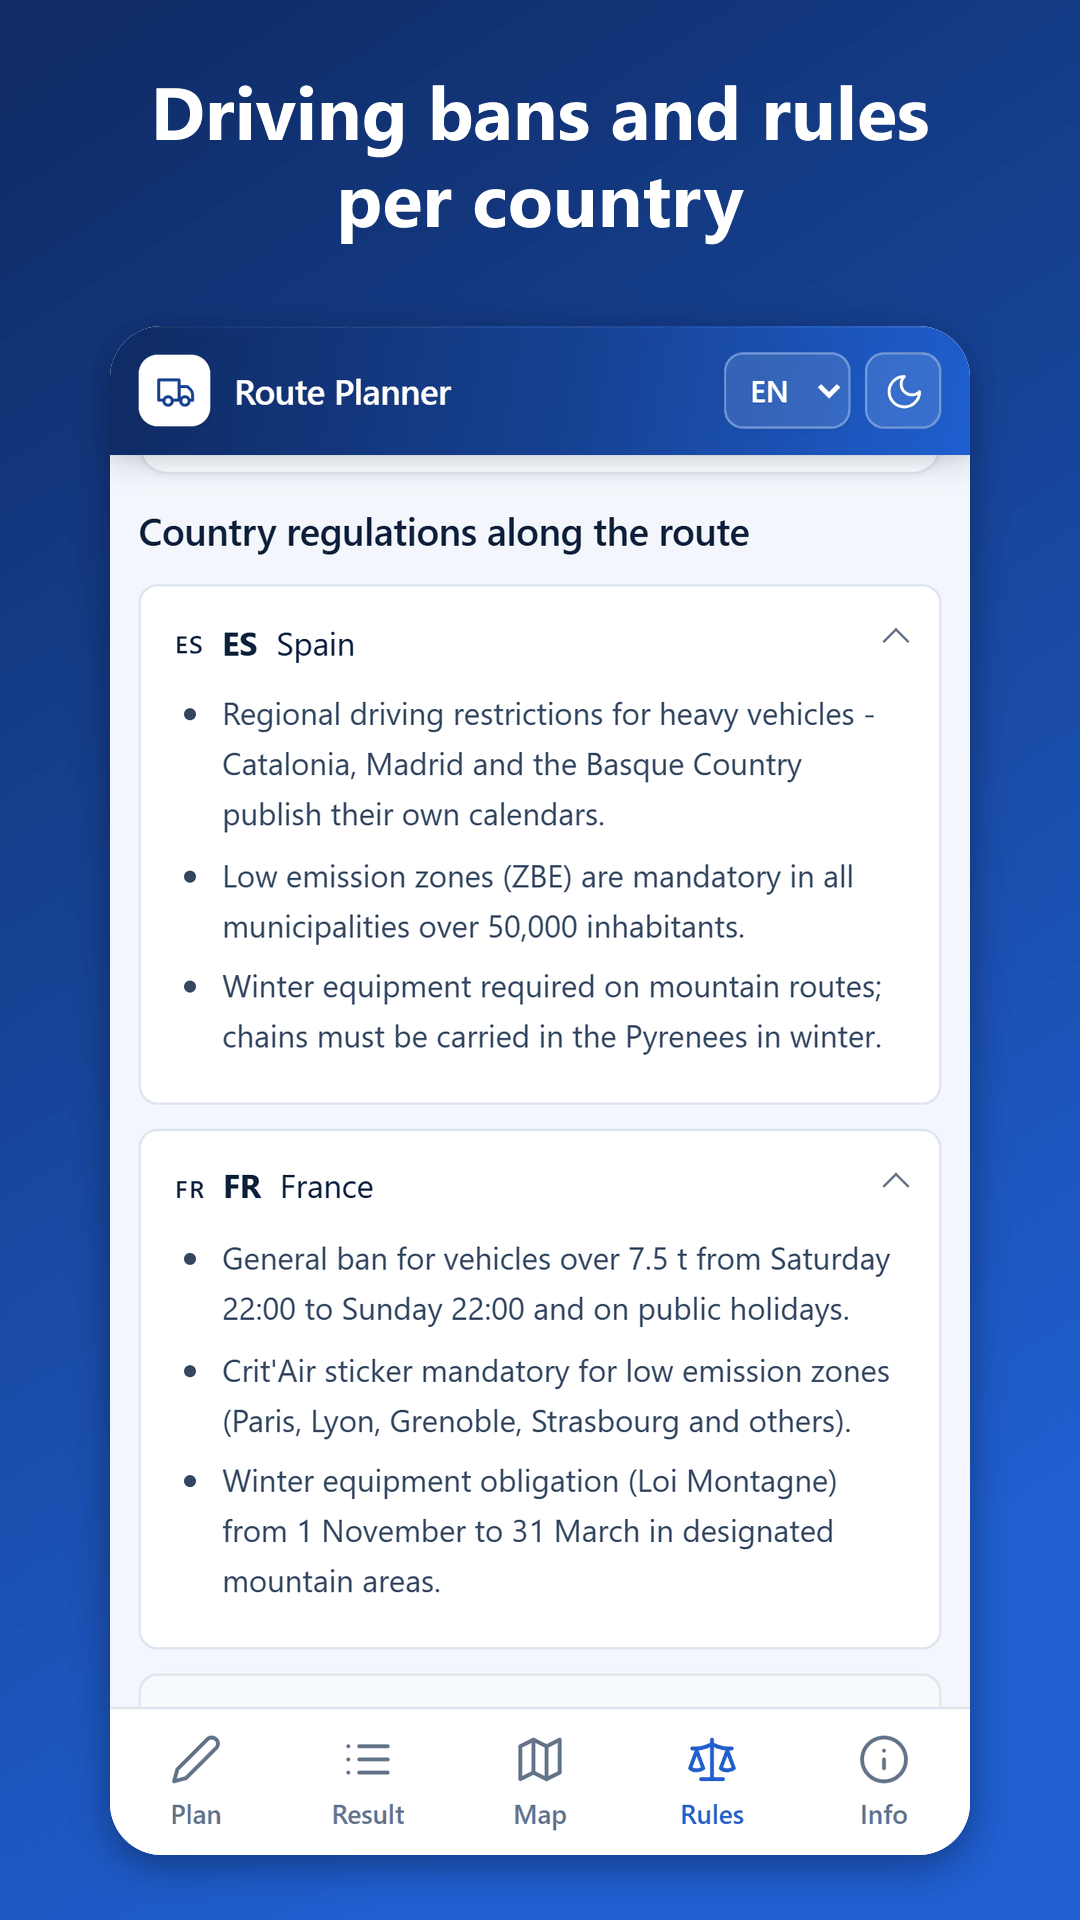 Driving bans and rules
per country
Route Planner
EN
Country regulations along the route
ES ES Spain
• Regional driving restrictions for heavy vehicles -
Catalonia, Madrid and the Basque Country
publish their own calendars.
• Low emission zones (ZBE) are mandatory in all
municipalities over 50,000 inhabitants.
• Winter equipment required on mountain routes;
chains must be carried in the Pyrenees in winter.
FR FR France
• General ban for vehicles over 7.5 t from Saturday
22:00 to Sunday 22:00 and on public holidays.
• Crit'Air sticker mandatory for low emission zones
(Paris, Lyon, Grenoble, Strasbourg and others).
• Winter equipment obligation (Loi Montagne)
from 1 November to 31 March in designated
mountain areas.
Plan Result Map Rules Info